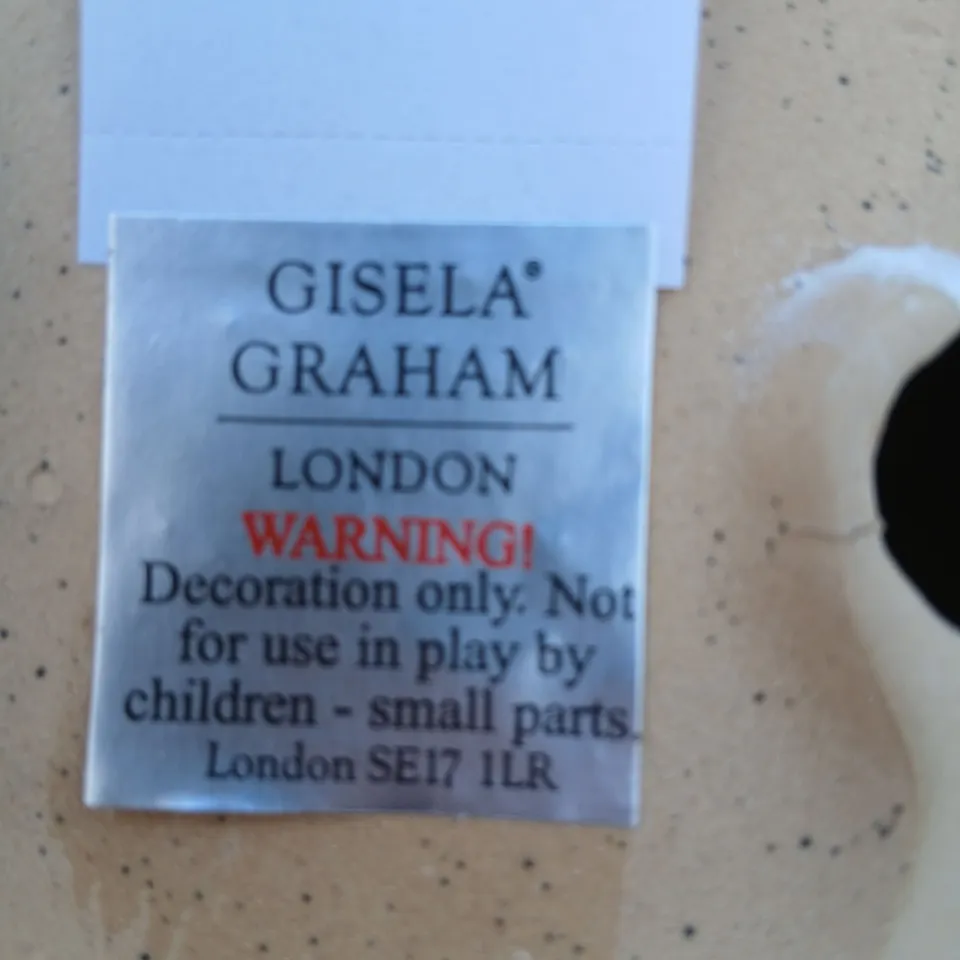 GISELA®
GRAHAM
LONDON
WARNING!
Decoration only. Not
for use in play by
children - small parts.
London SE17 1LR